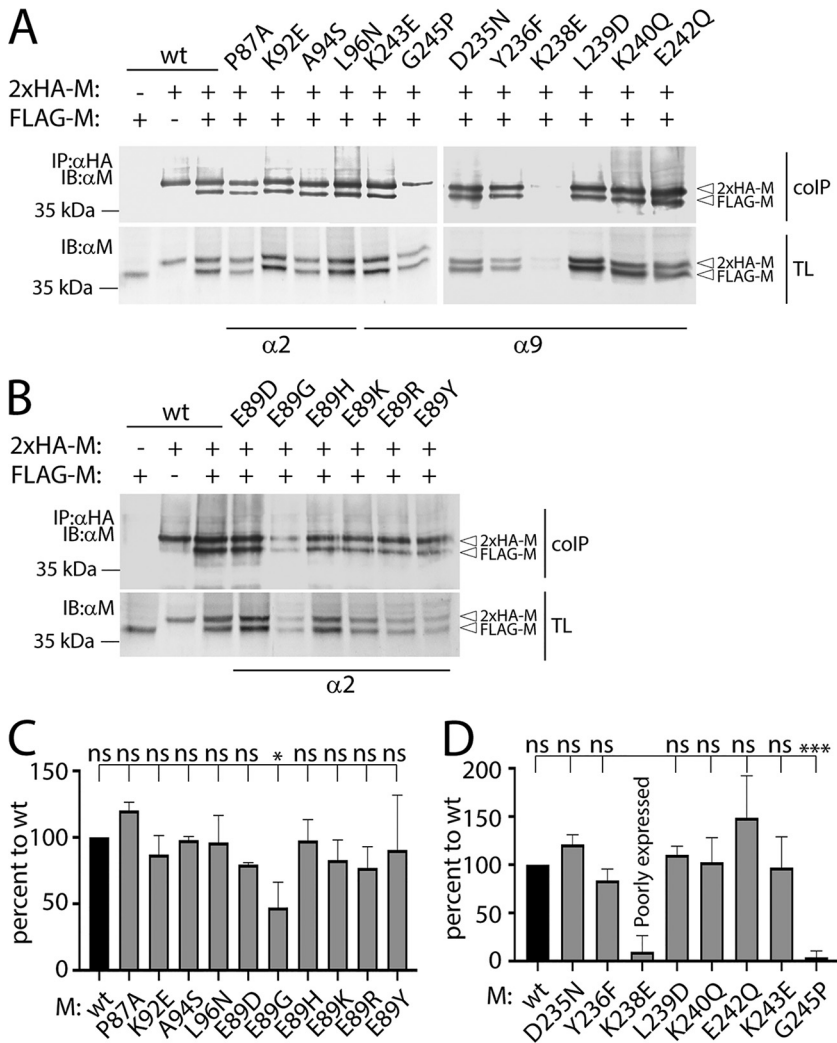 A
wt P87A K92E A94S L96N K243E G245P D235N Y236F K238E L239D K240Q E242Q
2xHA-M: - + + + + + + + + + + + + + +
FLAG-M: + - + + + + + + + + + + + + +
IP:αHA
IB:αM
35 kDa
2xHA-M
FLAG-M
coIP
IB:αM
35 kDa
2xHA-M
FLAG-M
TL
α2 α9
B
wt E89D E89G E89H E89K E89R E89Y
2xHA-M: - + + + + + + + +
FLAG-M: + - + + + + + + +
IP:αHA
IB:αM
35 kDa
2xHA-M
FLAG-M
coIP
IB:αM
35 kDa
2xHA-M
FLAG-M
TL
α2
C
ns ns ns ns ns ns * ns ns ns ns
150
100
50
0
percent to wt
M: wt P87A K92E A94S L96N E89D E89G E89H E89K E89R E89Y
D
ns ns ns ns ns ns ns ***
200
150
100
50
0
percent to wt
Poorly expressed
M: wt D235N Y236F K238E L239D K240Q E242Q K243E G245P